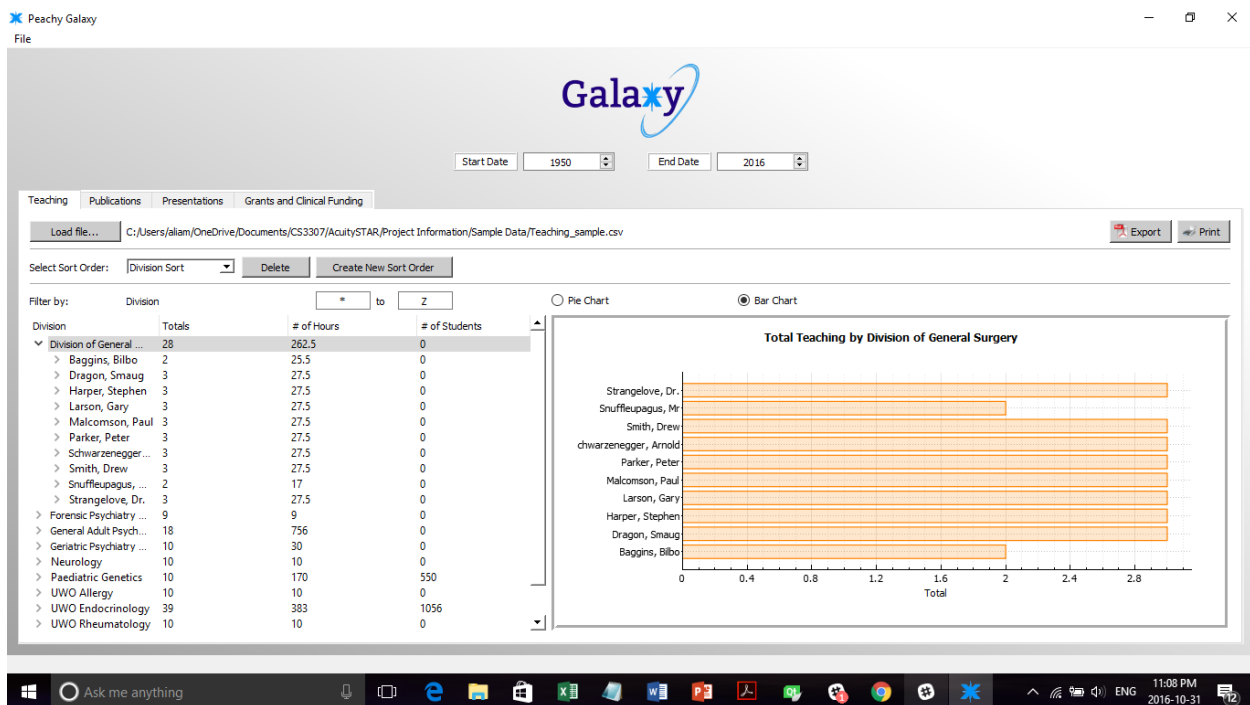 Peachy Galaxy
File
Galaxy
Start Date 1950 End Date 2016
Teaching Publications Presentations Grants and Clinical Funding
Load file... C:/Users/aliam/OneDrive/Documents/CS3307/AcuitySTAR/Project Information/Sample Data/Teaching_sample.csv Export Print
Select Sort Order: Division Sort Delete Create New Sort Order
Filter by: Division * to Z Pie Chart Bar Chart
Division Totals # of Hours # of Students
Division of General ... 28 262.5 0
Baggins, Bilbo 2 25.5 0
Dragon, Smaug 3 27.5 0
Harper, Stephen 3 27.5 0
Larson, Gary 3 27.5 0
Malcomson, Paul 3 27.5 0
Parker, Peter 3 27.5 0
Schwarzenegger... 3 27.5 0
Smith, Drew 3 27.5 0
Snuffleupagus, ... 2 17 0
Strangelove, Dr. 3 27.5 0
Forensic Psychiatry ... 9 9 0
General Adult Psych... 18 756 0
Geriatric Psychiatry ... 10 30 0
Neurology 10 10 0
Paediatric Genetics 10 170 550
UWO Allergy 10 10 0
UWO Endocrinology 39 383 1056
UWO Rheumatology 10 10 0
Total Teaching by Division of General Surgery
Strangelove, Dr.
Snuffleupagus, Mr
Smith, Drew
chwarzenegger, Arnold
Parker, Peter
Malcomson, Paul
Larson, Gary
Harper, Stephen
Dragon, Smaug
Baggins, Bilbo
0 0.4 0.8 1.2 1.6 2 2.4 2.8
Total
Ask me anything
ENG 11:08 PM
2016-10-31
12